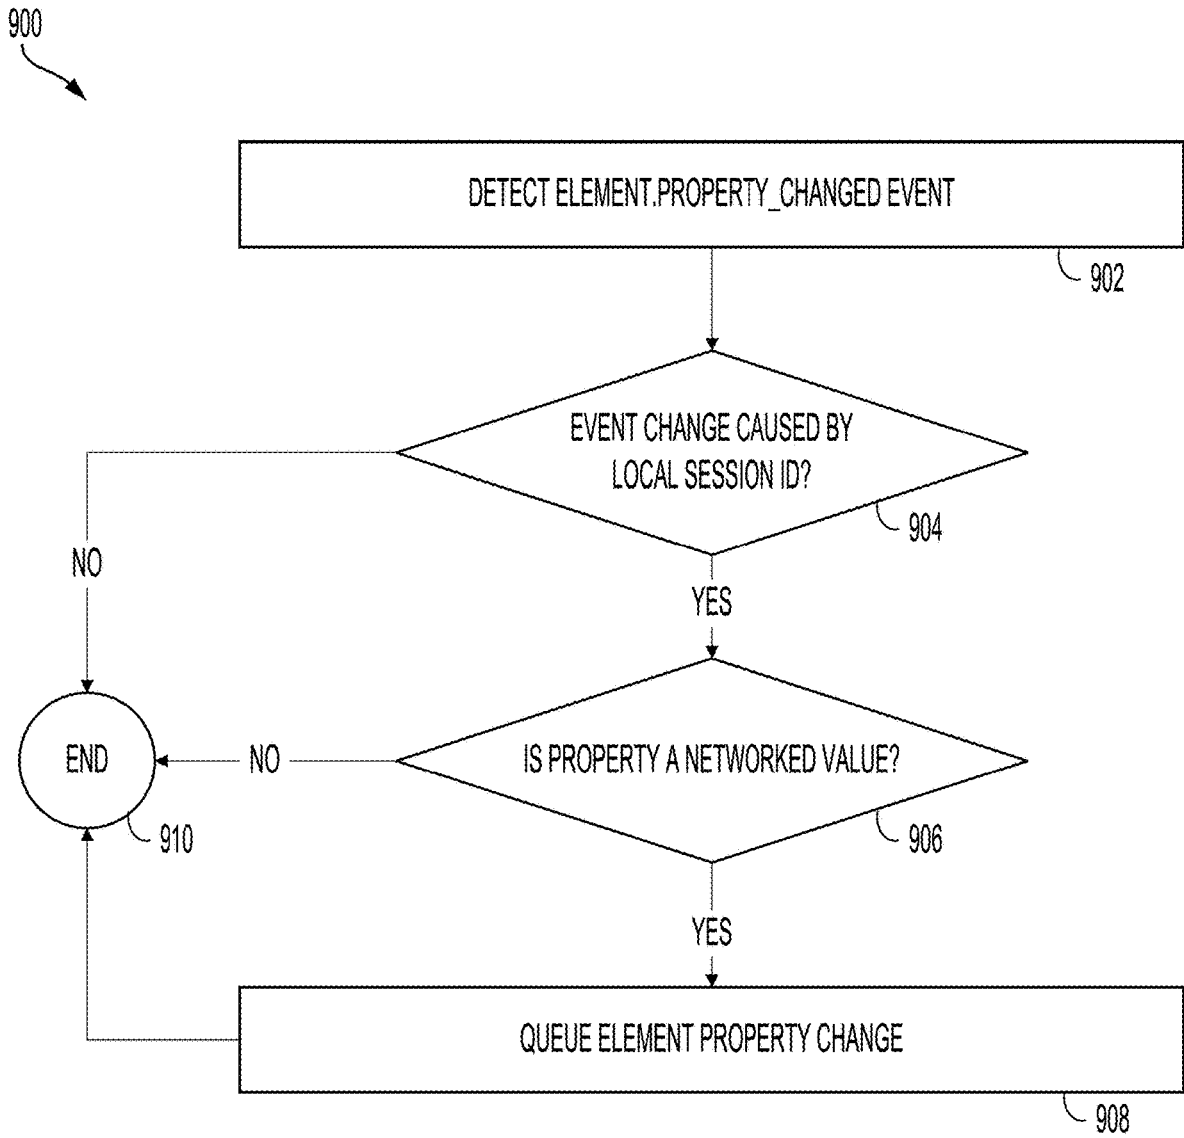 900
DETECT ELEMENT.PROPERTY_CHANGED EVENT
902
EVENT CHANGE CAUSED BY
LOCAL SESSION ID?
904
NO
YES
IS PROPERTY A NETWORKED VALUE?
NO
END
906
910
YES
QUEUE ELEMENT PROPERTY CHANGE
908